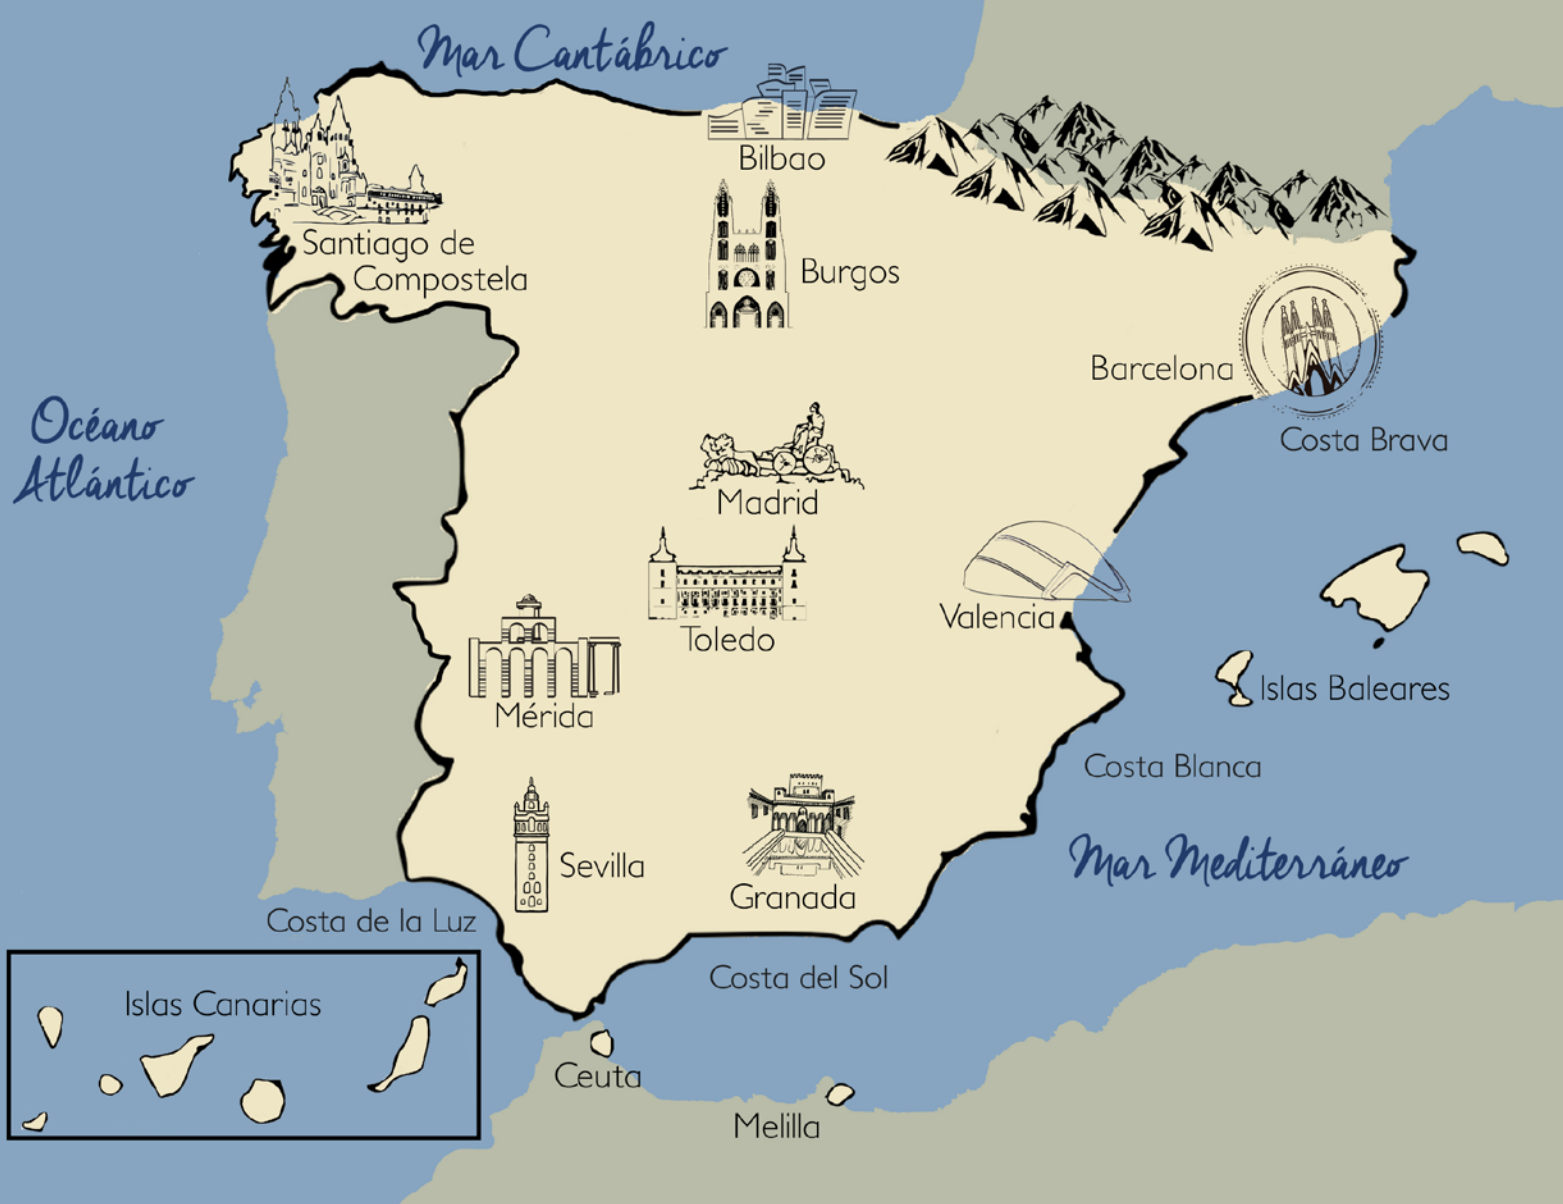 Mar Cantábrico
Bilbao
Santiago de
Compostela
Burgos
Barcelona
Océano
Atlántico
Costa Brava
Madrid
Valencia
Toledo
Islas Baleares
Mérida
Costa Blanca
Mar Mediterráneo
Sevilla
Granada
Costa de la Luz
Costa del Sol
Islas Canarias
Ceuta
Melilla